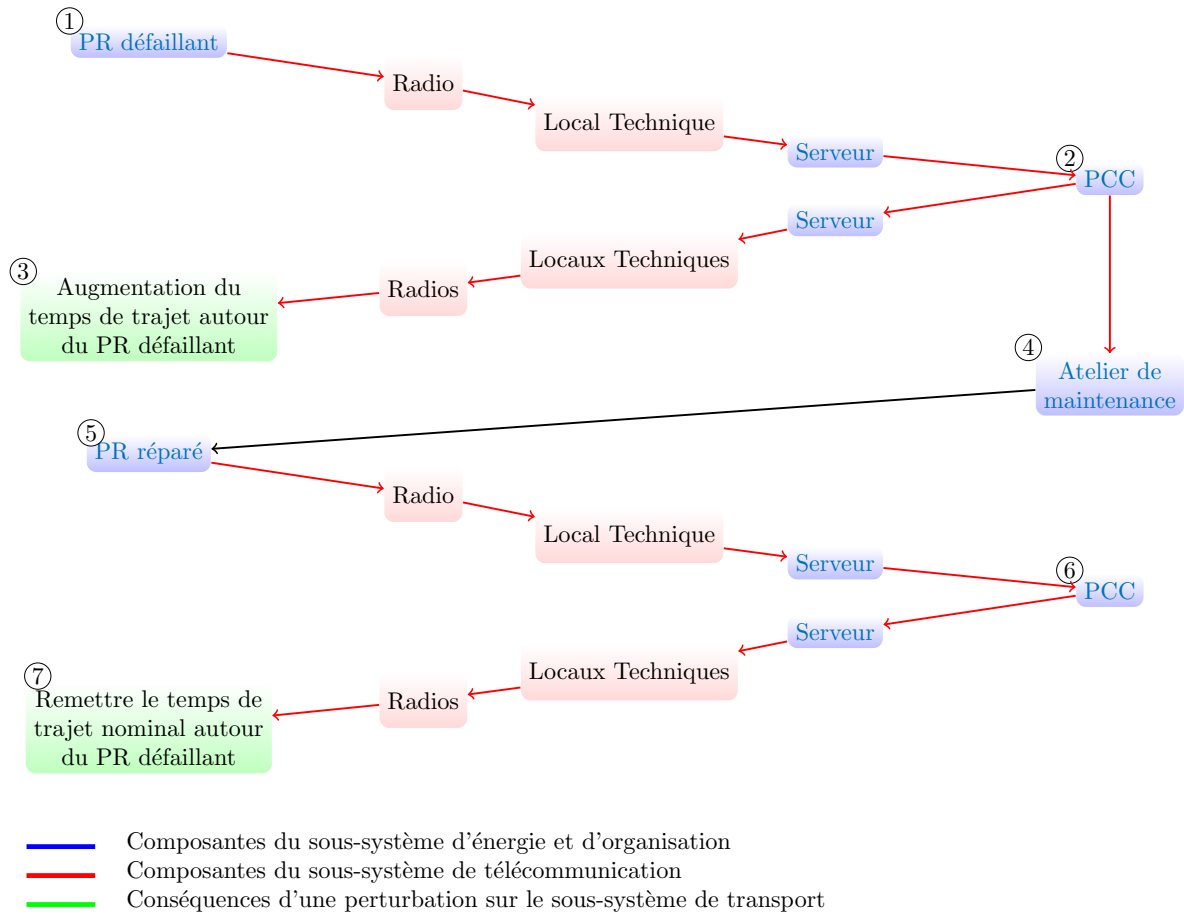 1
PR défaillant
Radio
Local Technique
Serveur
2
PCC
Serveur
Locaux Techniques
Radios
3
Augmentation du
temps de trajet autour
du PR défaillant
4
Atelier de
maintenance
5
PR réparé
Radio
Local Technique
Serveur
6
PCC
Serveur
Locaux Techniques
Radios
7
Remettre le temps de
trajet nominal autour
du PR défaillant
Composantes du sous-système d'énergie et d'organisation
Composantes du sous-système de télécommunication
Conséquences d'une perturbation sur le sous-système de transport